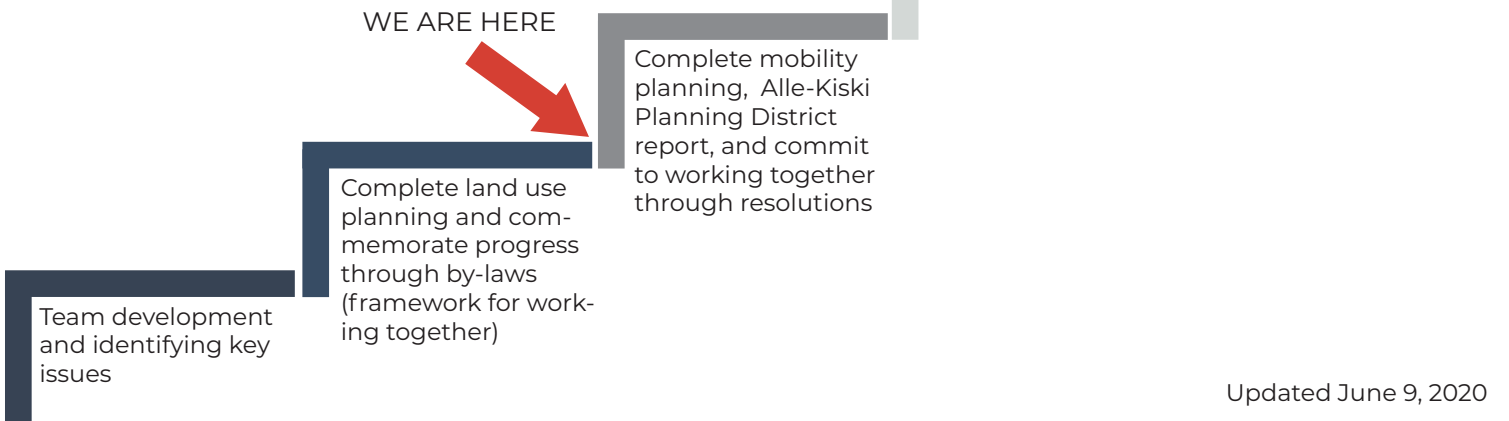 WE ARE HERE
Complete mobility
planning, Alle-Kiski
Planning District
report, and commit
to working together
through resolutions
Complete land use
planning and com-
memorate progress
through by-laws
(framework for work-
ing together)
Team development
and identifying key
issues
Updated June 9, 2020